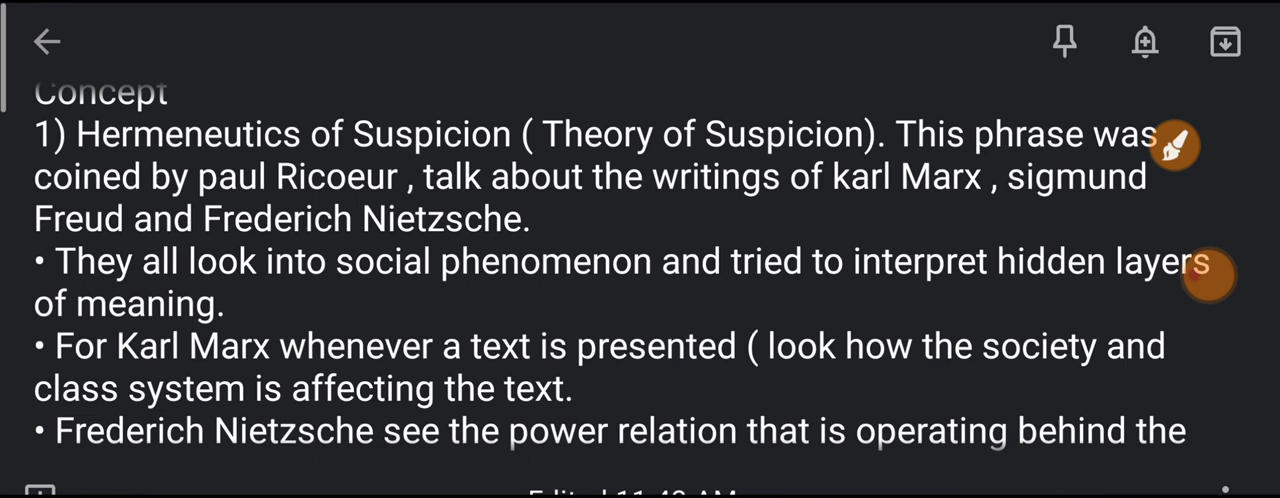 Concept
1) Hermeneutics of Suspicion ( Theory of Suspicion). This phrase was
coined by paul Ricoeur , talk about the writings of karl Marx , sigmund
Freud and Frederich Nietzsche.
• They all look into social phenomenon and tried to interpret hidden layers
of meaning.
• For Karl Marx whenever a text is presented ( look how the society and
class system is affecting the text.
• Frederich Nietzsche see the power relation that is operating behind the